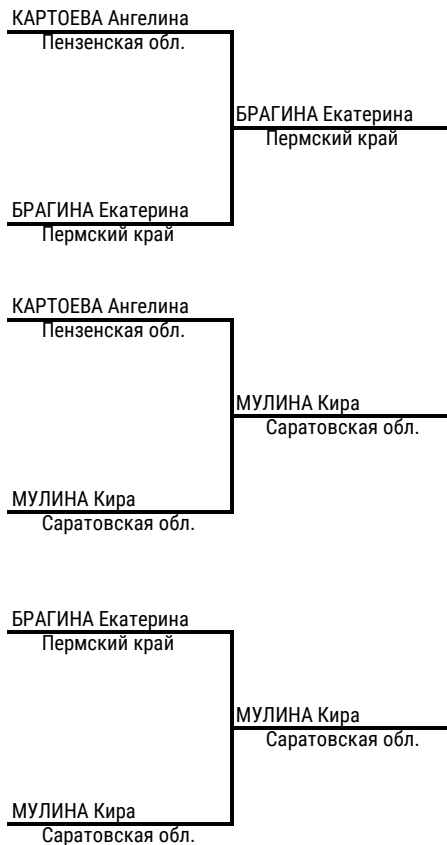 КАРТОЕВА Ангелина
Пензенская обл.
БРАГИНА Екатерина
Пермский край
БРАГИНА Екатерина
Пермский край
КАРТОЕВА Ангелина
Пензенская обл.
МУЛИНА Кира
Саратовская обл.
МУЛИНА Кира
Саратовская обл.
БРАГИНА Екатерина
Пермский край
МУЛИНА Кира
Саратовская обл.
МУЛИНА Кира
Саратовская обл.